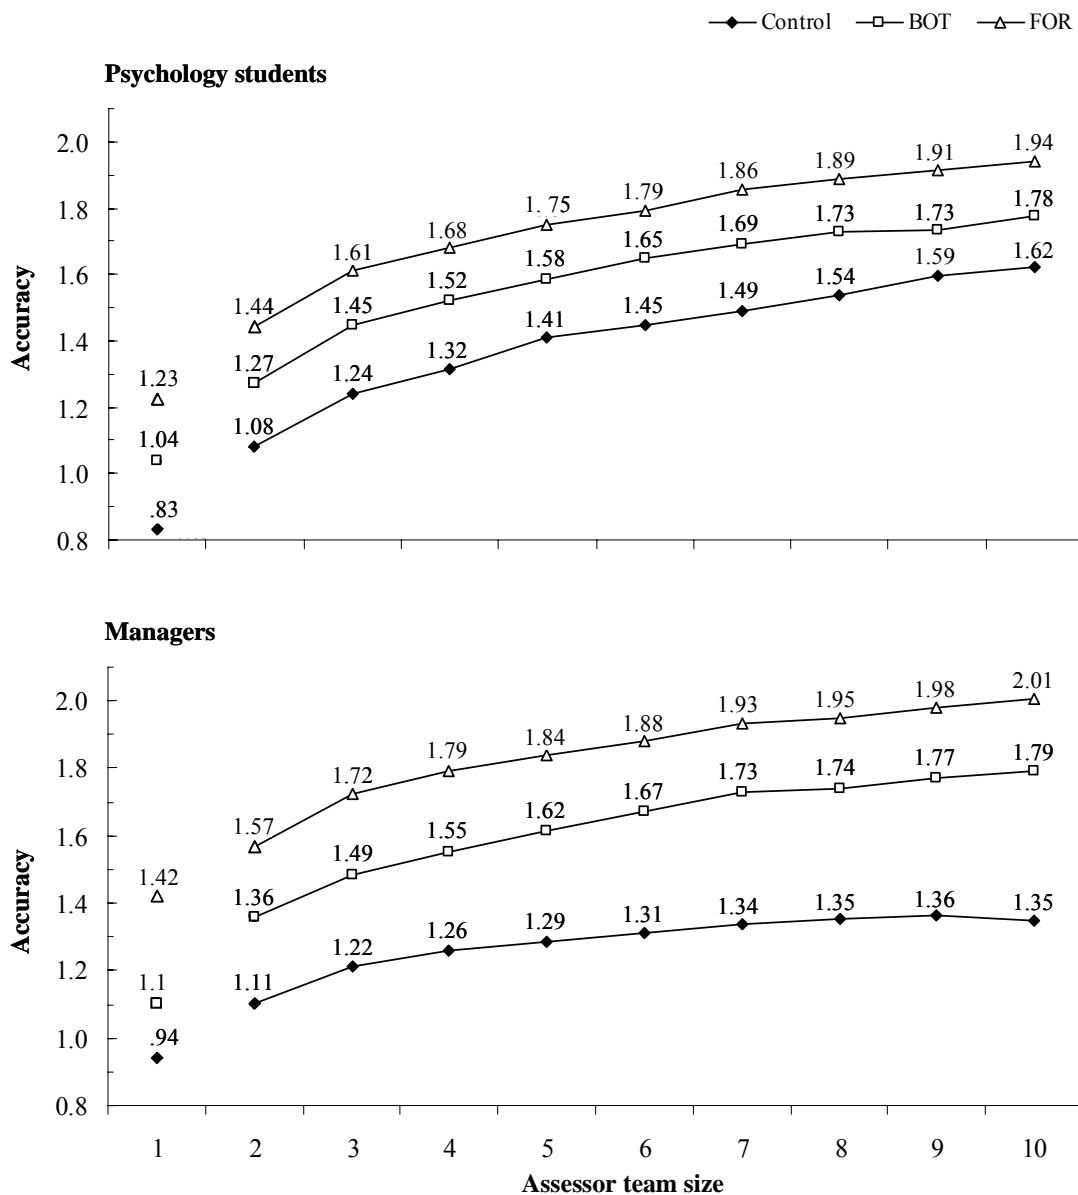 Control BOT FOR
Psychology students
Accuracy
2.0
1.8
1.6
1.4
1.2
1.0
0.8
1.23 1.44 1.61 1.68 1.75 1.79 1.86 1.89 1.91 1.94
1.04 1.27 1.45 1.52 1.58 1.65 1.69 1.73 1.73 1.78
.83 1.08 1.24 1.32 1.41 1.45 1.49 1.54 1.59 1.62
Managers
Accuracy
2.0
1.8
1.6
1.4
1.2
1.0
0.8
1.42 1.57 1.72 1.79 1.84 1.88 1.93 1.95 1.98 2.01
1.1 1.36 1.49 1.55 1.62 1.67 1.73 1.74 1.77 1.79
.94 1.11 1.22 1.26 1.29 1.31 1.34 1.35 1.36 1.35
1 2 3 4 5 6 7 8 9 10
Assessor team size